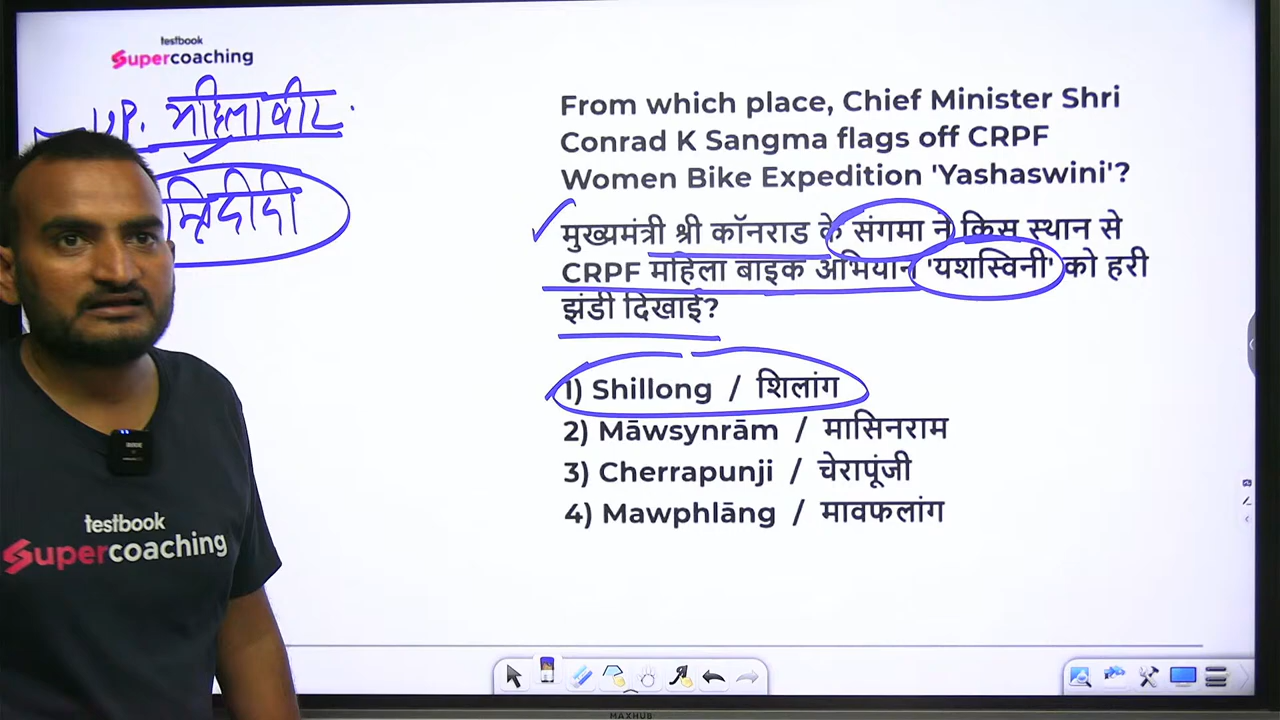 testbook
Supercoaching
UP. महिला बीट
From which place, Chief Minister Shri
Conrad K Sangma flags off CRPF
Women Bike Expedition 'Yashaswini'?
मुख्यमंत्री श्री कॉनराड के संगमा ने किस स्थान से
CRPF महिला बाइक अभियान 'यशस्विनी' को हरी
झंडी दिखाई?
1) Shillong / शिलांग
2) Māwsynrām / मासिनराम
3) Cherrapunji / चेरापूंजी
4) Mawphlāng / मावफलांग
testbook
Supercoaching
MAXHUB